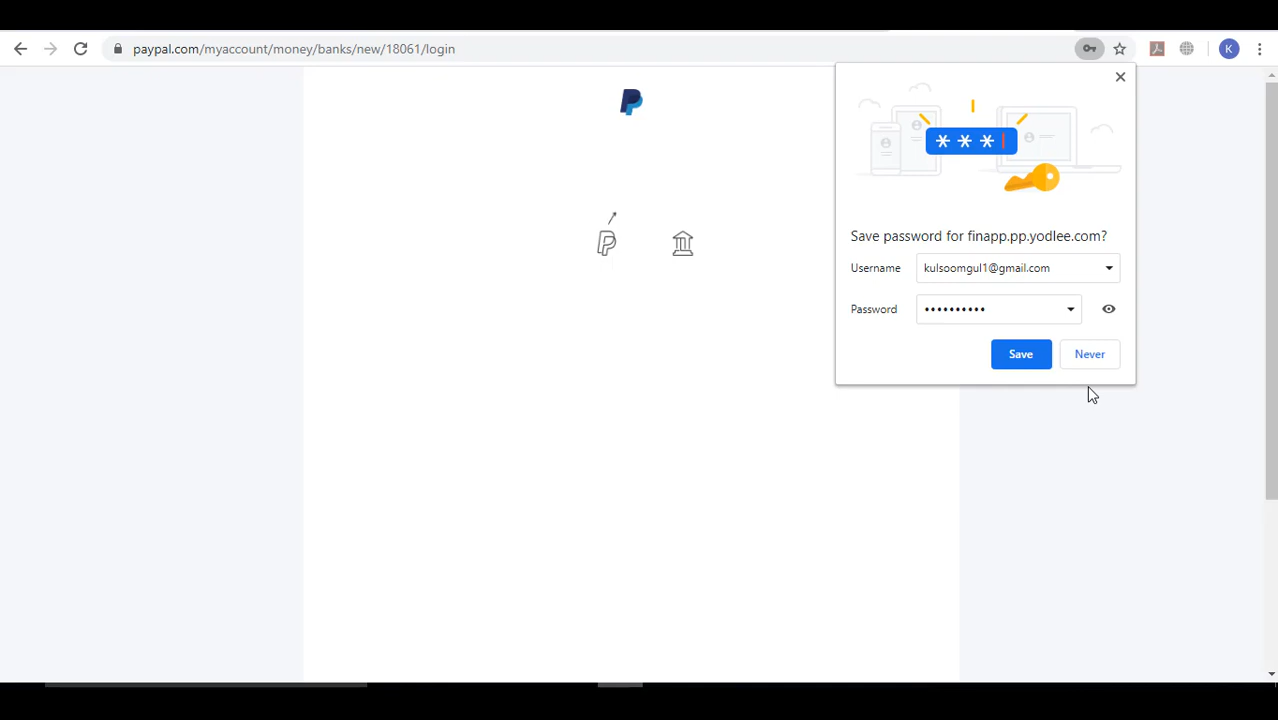 paypal.com/myaccount/money/banks/new/18061/login
K
Save password for finapp.pp.yodlee.com?
Username kulsoomgul1@gmail.com
Password ••••••••••
Save Never